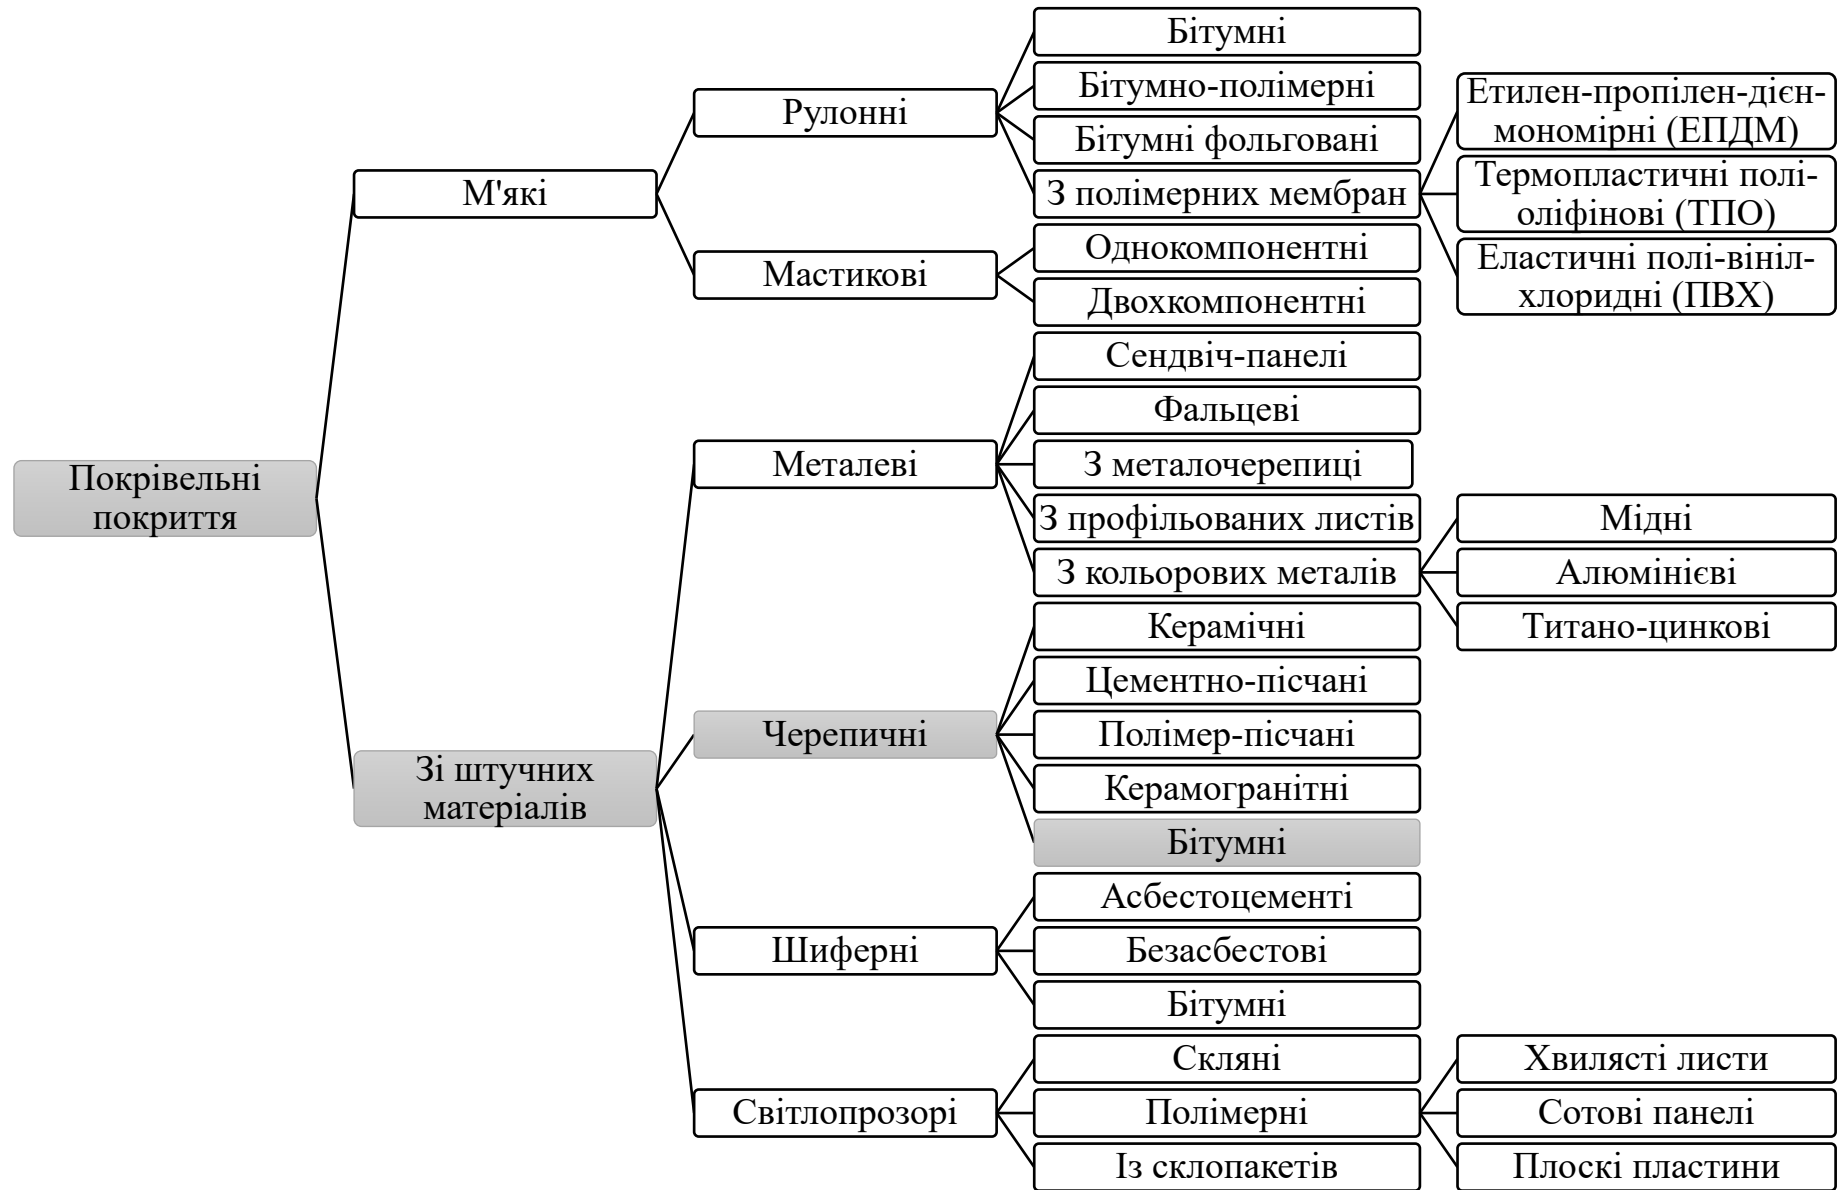 Покрівельні
покриття
М'які
Рулонні
Бітумні
Бітумно-полімерні
Бітумні фольговані
З полімерних мембран
Етилен-пропілен-дієн-
мономірні (ЕПДМ)
Термопластичні полі-
оліфінові (ТПО)
Еластичні полі-вініл-
хлоридні (ПВХ)
Мастикові
Однокомпонентні
Двохкомпонентні
Зі штучних
матеріалів
Металеві
Сендвіч-панелі
Фальцеві
З металочерепиці
З профільованих листів
З кольорових металів
Мідні
Алюмінієві
Титано-цинкові
Черепичні
Керамічні
Цементно-пісчані
Полімер-пісчані
Керамогранітні
Бітумні
Шиферні
Асбестоцементі
Безасбестові
Бітумні
Світлопрозорі
Скляні
Полімерні
Хвилясті листи
Сотові панелі
Плоскі пластини
Із склопакетів